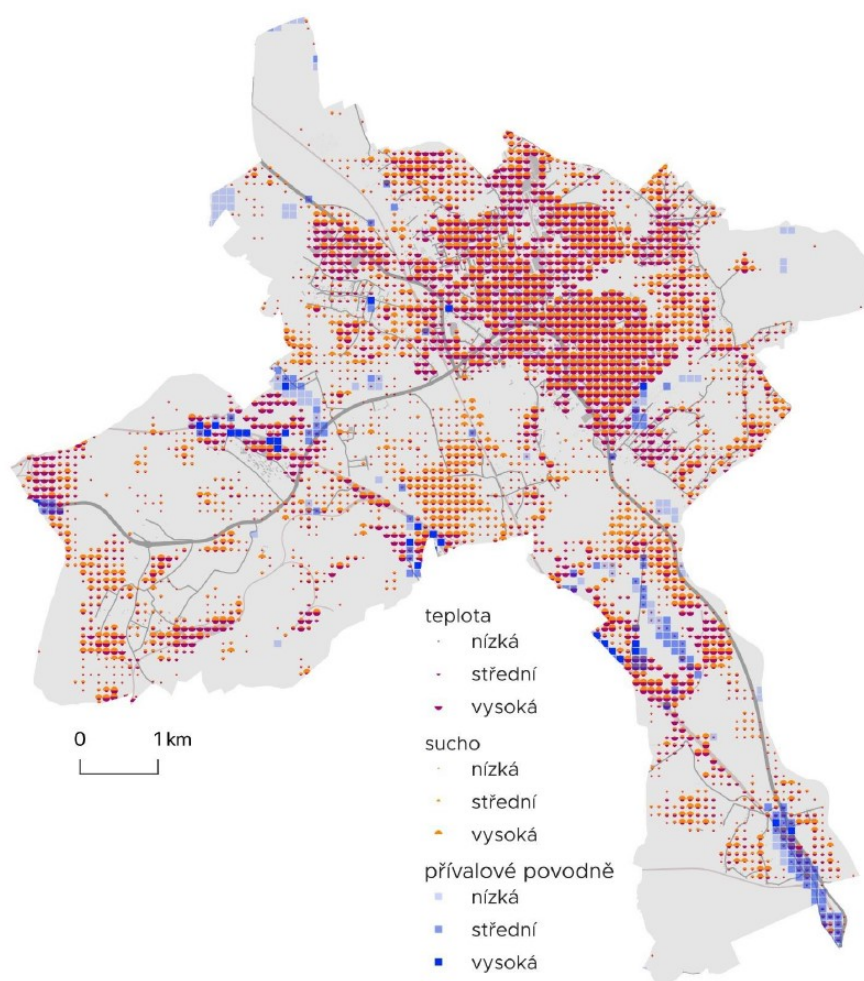 teplota
nízká
střední
vysoká
0 1 km
sucho
nízká
střední
vysoká
přívalové povodně
nízká
střední
vysoká